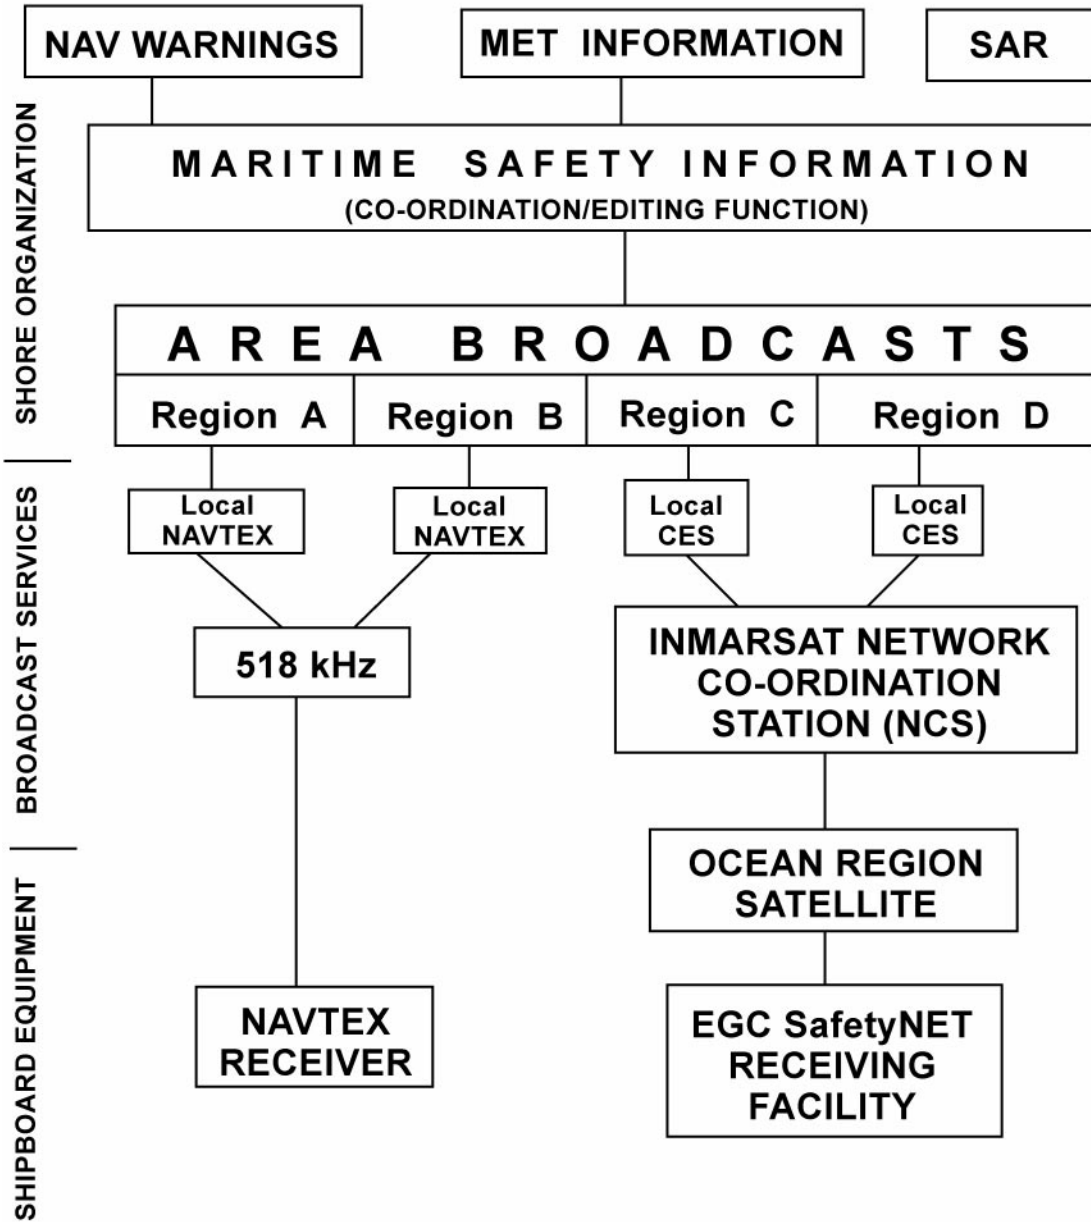 NAV WARNINGS
MET INFORMATION
SAR
MARITIME SAFETY INFORMATION
(CO-ORDINATION/EDITING FUNCTION)
AREA BROADCASTS
Region A
Region B
Region C
Region D
Local
NAVTEX
Local
NAVTEX
Local
CES
Local
CES
518 kHz
INMARSAT NETWORK
CO-ORDINATION
STATION (NCS)
OCEAN REGION
SATELLITE
NAVTEX
RECEIVER
EGC SafetyNET
RECEIVING
FACILITY
SHORE ORGANIZATION
BROADCAST SERVICES
SHIPBOARD EQUIPMENT